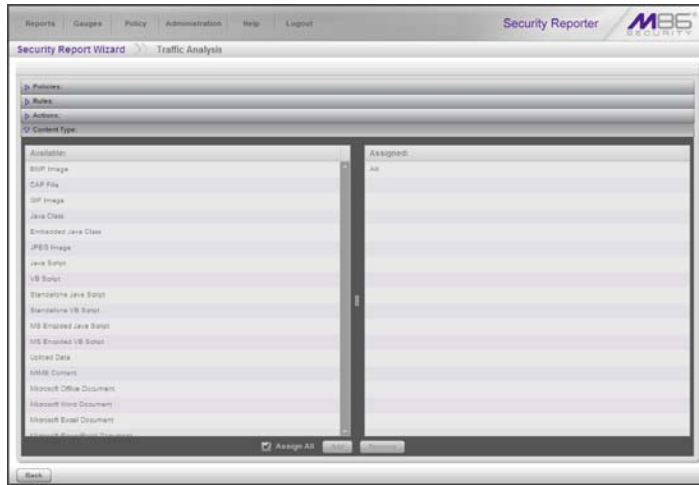 Reports Gauges Policy Administration Help Logout
Security Reporter
M86 SECURITY
Security Report Wizard Traffic Analysis
Policies:
Rules:
Actions:
Content Type:
Available:
BMP Image
CAP File
GIF Image
Java Class
Embedded Java Class
JPEG Image
Java Script
VB Script
Standalone Java Script
Standalone VB Script
MS Encoded Java Script
MS Encoded VB Script
Upload Data
MIME Content
Microsoft Office Document
Microsoft Word Document
Microsoft Excel Document
Microsoft PowerPoint Document
Assigned:
All
Assign All Add Remove
Back